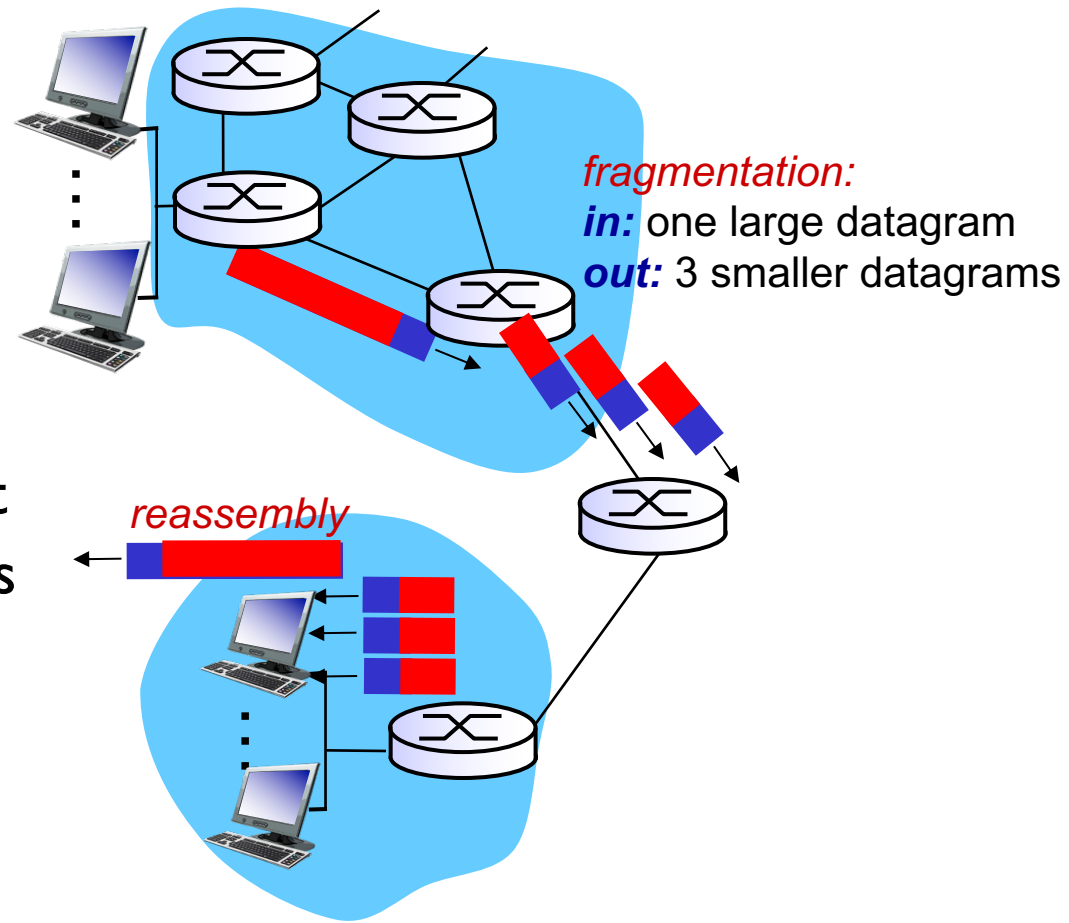 fragmentation:
in: one large datagram
out: 3 smaller datagrams
t
reassembly
s